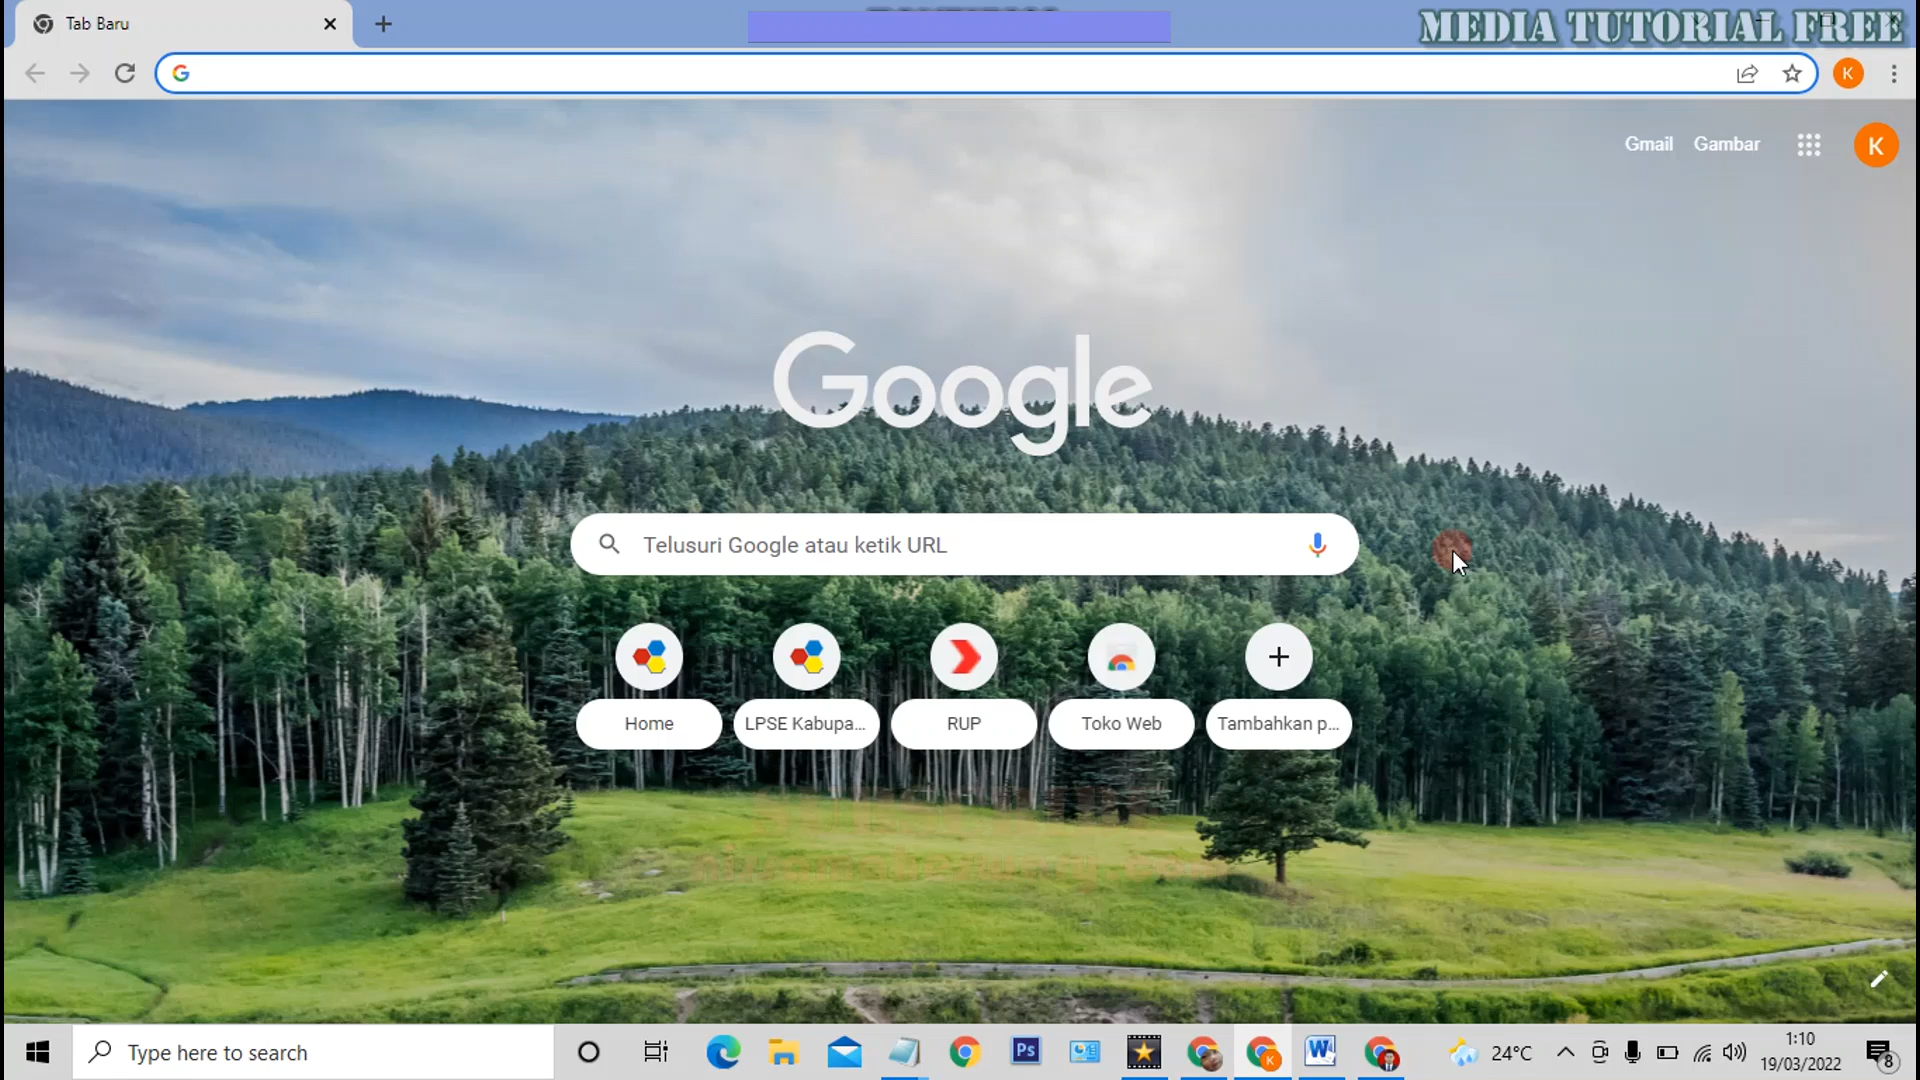 Tab Baru
MEDIA TUTORIAL FREE
K
Gmail Gambar
K
Google
Telusuri Google atau ketik URL
Home
LPSE Kabupa...
RUP
Toko Web
Tambahkan p...
Type here to search
Ps
K
W
24°C
1:10
19/03/2022
8